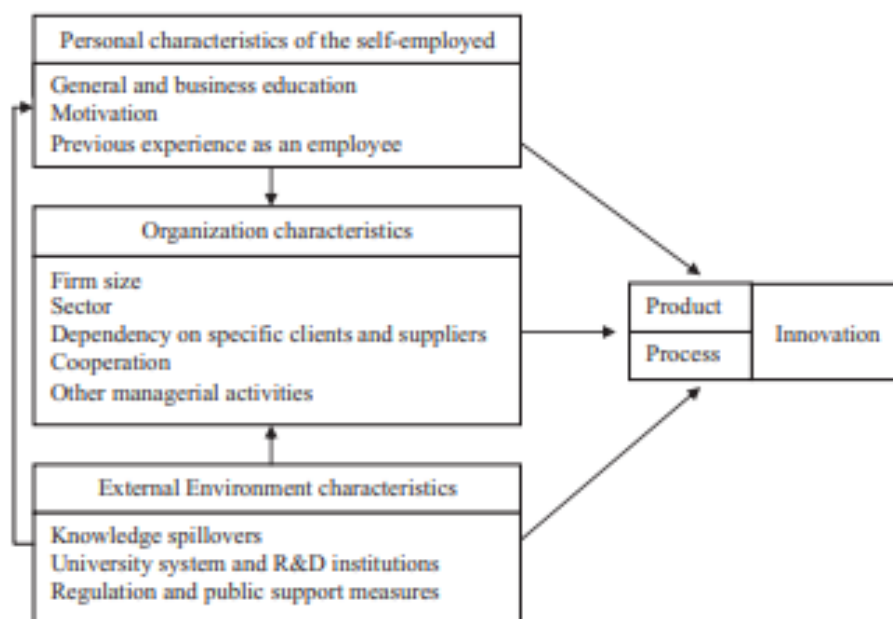 Personal characteristics of the self-employed
General and business education
Motivation
Previous experience as an employee
Organization characteristics
Firm size
Sector
Dependency on specific clients and suppliers
Cooperation
Other managerial activities
Product
Process
Innovation
External Environment characteristics
Knowledge spillovers
University system and R&D institutions
Regulation and public support measures